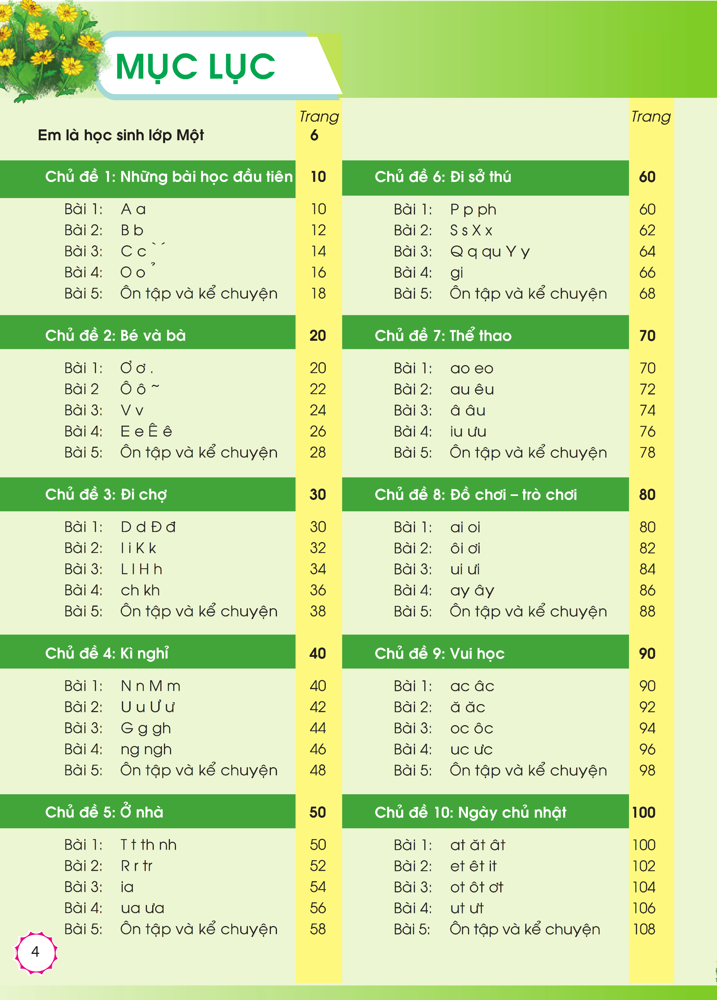 MỤC LỤC
Trang
Em là học sinh lớp Một 6
Chủ đề 1: Những bài học đầu tiên 10
Bài 1: A a 10
Bài 2: B b 12
Bài 3: C c ` ´ 14
Bài 4: O o ̉ 16
Bài 5: Ôn tập và kể chuyện 18
Chủ đề 2: Bé và bà 20
Bài 1: Ơ ơ . 20
Bài 2 Ô ô ~ 22
Bài 3: V v 24
Bài 4: E e Ê ê 26
Bài 5: Ôn tập và kể chuyện 28
Chủ đề 3: Đi chợ 30
Bài 1: D d Đ đ 30
Bài 2: I i K k 32
Bài 3: L l H h 34
Bài 4: ch kh 36
Bài 5: Ôn tập và kể chuyện 38
Chủ đề 4: Kì nghỉ 40
Bài 1: N n M m 40
Bài 2: U u Ư ư 42
Bài 3: G g gh 44
Bài 4: ng ngh 46
Bài 5: Ôn tập và kể chuyện 48
Chủ đề 5: Ở nhà 50
Bài 1: T t th nh 50
Bài 2: R r tr 52
Bài 3: ia 54
Bài 4: ua ưa 56
Bài 5: Ôn tập và kể chuyện 58
Trang
Chủ đề 6: Đi sở thú 60
Bài 1: P p ph 60
Bài 2: S s X x 62
Bài 3: Q q qu Y y 64
Bài 4: gi 66
Bài 5: Ôn tập và kể chuyện 68
Chủ đề 7: Thể thao 70
Bài 1: ao eo 70
Bài 2: au êu 72
Bài 3: â âu 74
Bài 4: iu ưu 76
Bài 5: Ôn tập và kể chuyện 78
Chủ đề 8: Đồ chơi – trò chơi 80
Bài 1: ai oi 80
Bài 2: ôi ơi 82
Bài 3: ui ưi 84
Bài 4: ay ây 86
Bài 5: Ôn tập và kể chuyện 88
Chủ đề 9: Vui học 90
Bài 1: ac âc 90
Bài 2: ă ăc 92
Bài 3: oc ôc 94
Bài 4: uc ưc 96
Bài 5: Ôn tập và kể chuyện 98
Chủ đề 10: Ngày chủ nhật 100
Bài 1: at ăt ât 100
Bài 2: et êt it 102
Bài 3: ot ôt ơt 104
Bài 4: ut ưt 106
Bài 5: Ôn tập và kể chuyện 108
4